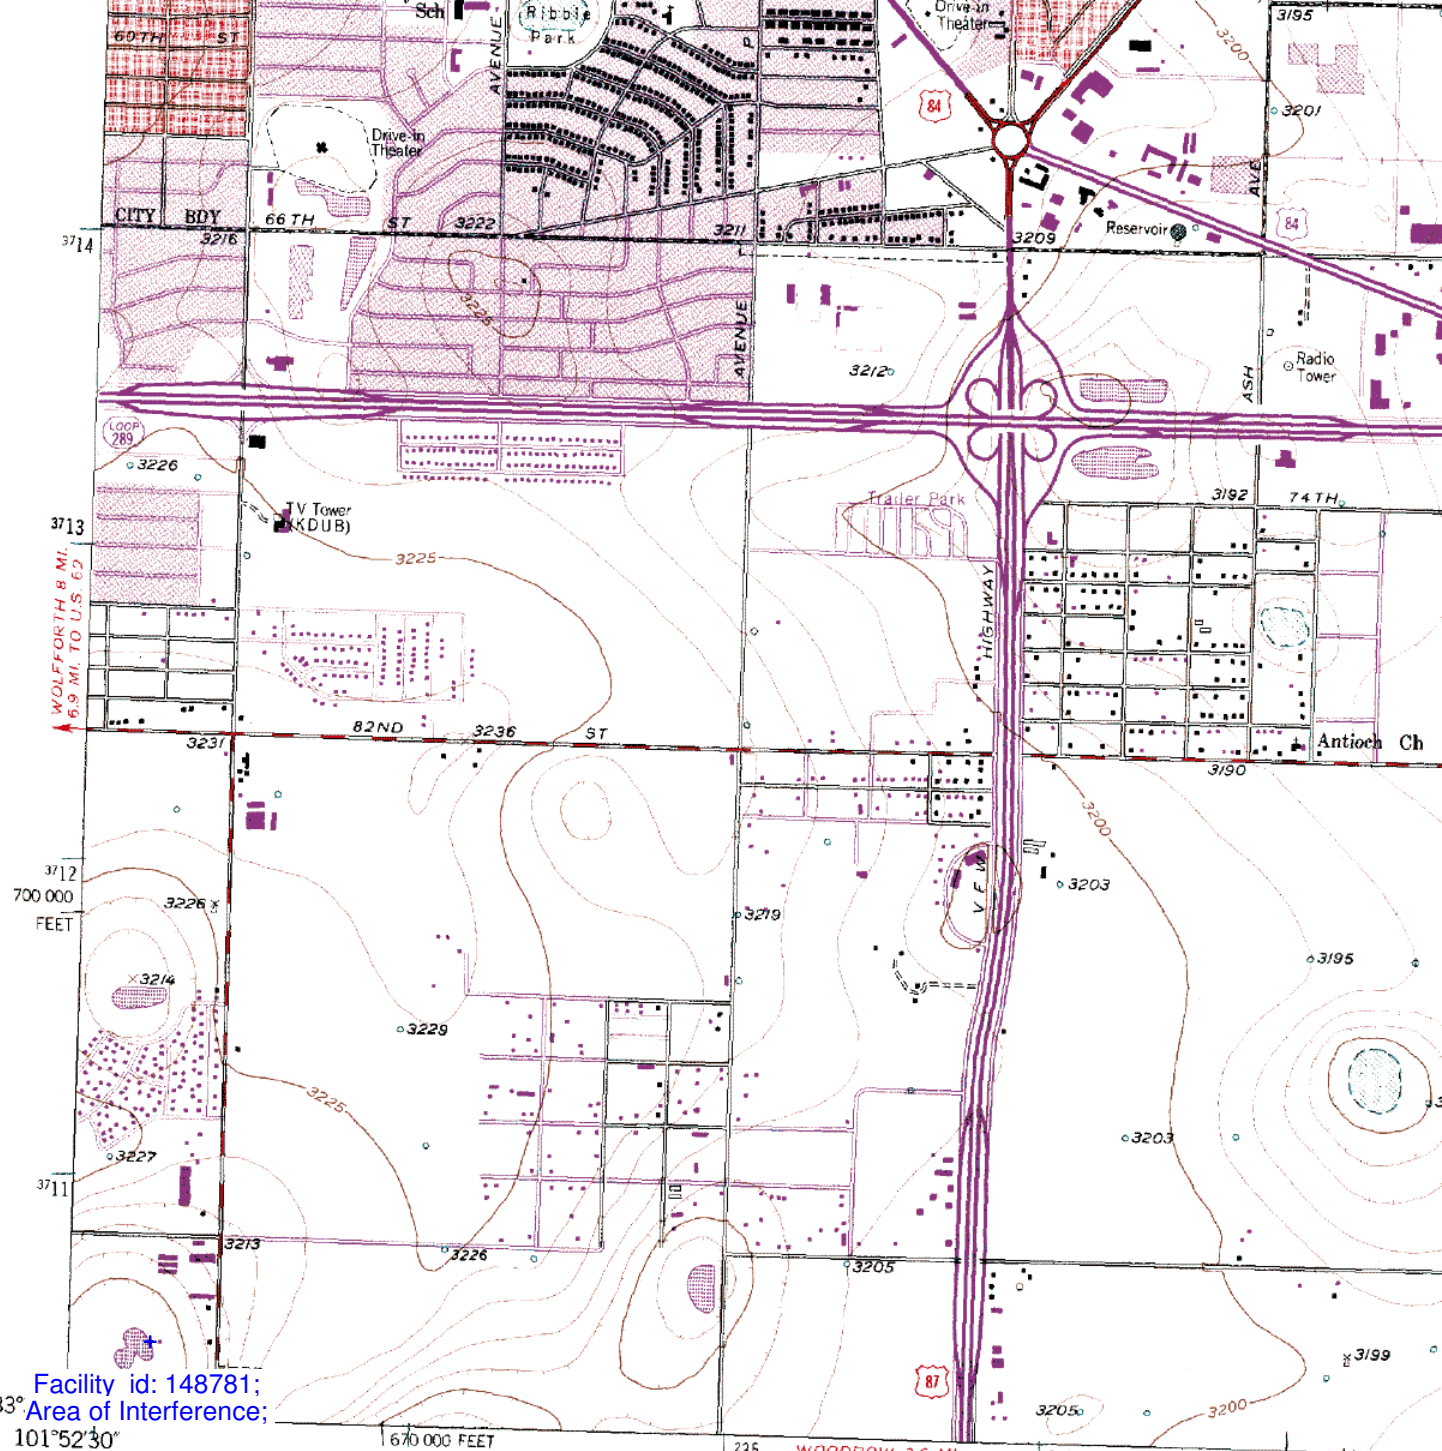 Sch
AVENUE
Ribble
Park
P
Drive-in
Theater
3195
3200
60TH ST
84
3201
Drive-in
Theater
AVE
CITY BDY
66TH ST
3222
3211
3209
Reservoir
84
3216
3714
3225
AVENUE
3212
Radio
Tower
ASH
LOOP
289
3226
Trailer Park
3192
74TH
TV Tower
(KDUB)
3713
3225
HIGHWAY
WOLFFORTH 8 MI.
6.9 MI. TO U.S. 62
82ND ST
3236
3231
Antioch Ch
3190
3200
3712
700 000
FEET
3226
VFW
3203
3219
3214
3195
3229
3225
3203
3227
3711
3213
3226
3205
3199
87
Facility id: 148781;
Area of Interference;
3205
3200
33°
101°52'30"
670 000 FEET